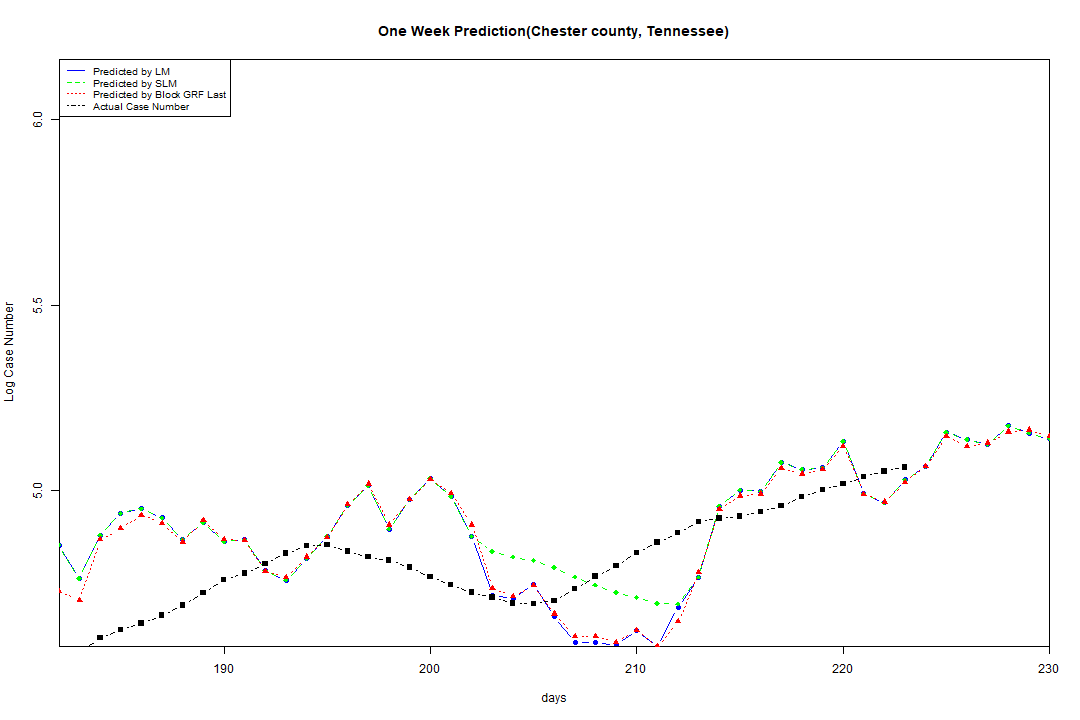 One Week Prediction(Chester county, Tennessee)
Predicted by LM
Predicted by SLM
Predicted by Block GRF Last
Actual Case Number
6.0
5.5
5.0
Log Case Number
190 200 210 220 230
days